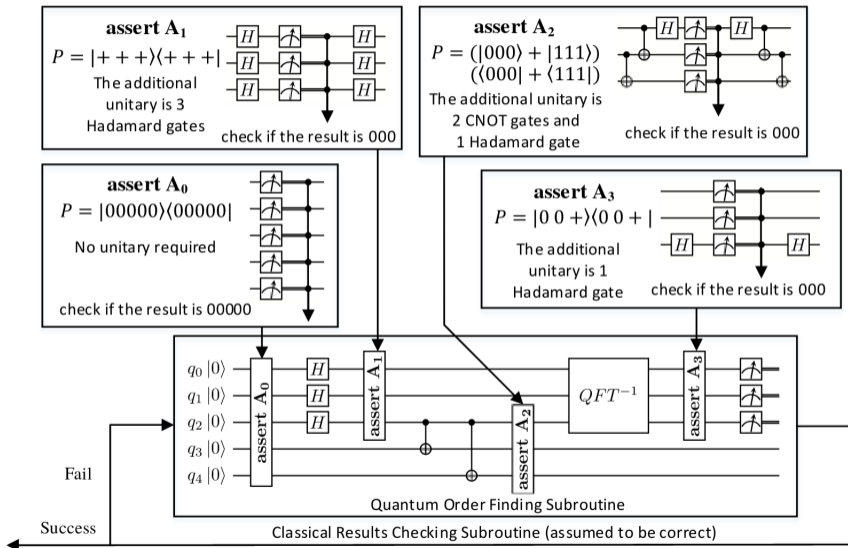 assert A₁
P = |+ + +⟩⟨+ + +|
The additional
unitary is 3
Hadamard gates
H H
H H
H H
check if the result is 000
assert A₂
P = (|000⟩ + |111⟩)
(⟨000| + ⟨111|)
The additional unitary is
2 CNOT gates and
1 Hadamard gate
H H
check if the result is 000
assert A₀
P = |00000⟩⟨00000|
No unitary required
check if the result is 00000
assert A₃
P = |0 0 +⟩⟨0 0 + |
The additional
unitary is 1
Hadamard gate
H H
check if the result is 000
q₀ |0⟩
q₁ |0⟩
q₂ |0⟩
q₃ |0⟩
q₄ |0⟩
assert A₀
H
H
H
assert A₁
assert A₂
QFT⁻¹
assert A₃
Quantum Order Finding Subroutine
Fail
Success
Classical Results Checking Subroutine (assumed to be correct)